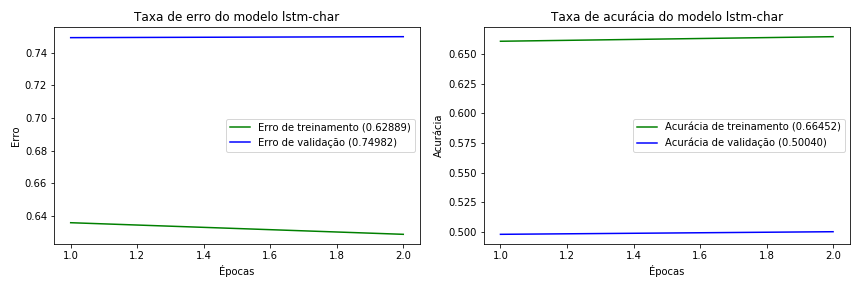 Taxa de erro do modelo lstm-char
0.74
0.72
0.70
0.68
0.66
0.64
Erro
Erro de treinamento (0.62889)
Erro de validação (0.74982)
1.0 1.2 1.4 1.6 1.8 2.0
Épocas
Taxa de acurácia do modelo lstm-char
0.650
0.625
0.600
0.575
0.550
0.525
0.500
Acurácia
Acurácia de treinamento (0.66452)
Acurácia de validação (0.50040)
1.0 1.2 1.4 1.6 1.8 2.0
Épocas